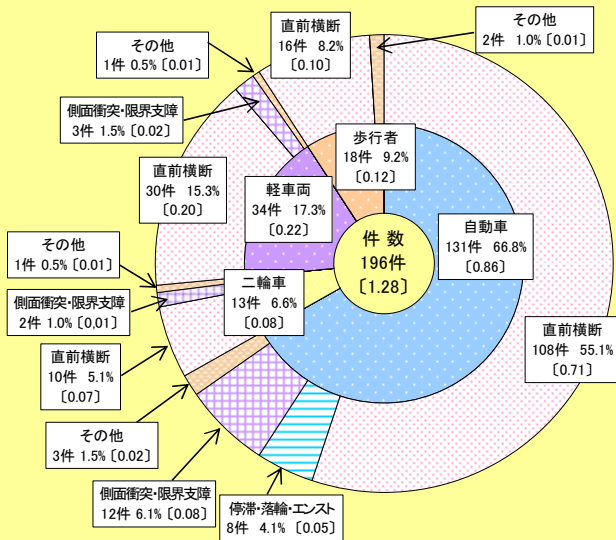 その他
2件 1.0% [0.01]
直前横断
16件 8.2%
[0.10]
その他
1件 0.5% [0.01]
側面衝突・限界支障
3件 1.5% [0.02]
直前横断
30件 15.3%
[0.20]
歩行者
18件 9.2%
[0.12]
軽車両
34件 17.3%
[0.22]
自動車
131件 66.8%
[0.86]
件 数
196件
[1.28]
二輪車
13件 6.6%
[0.08]
その他
1件 0.5% [0.01]
側面衝突・限界支障
2件 1.0% [0,01]
直前横断
10件 5.1%
[0.07]
その他
3件 1.5% [0.02]
側面衝突・限界支障
12件 6.1% [0.08]
停滞・落輪・エンスト
8件 4.1% [0.05]
直前横断
108件 55.1%
[0.71]